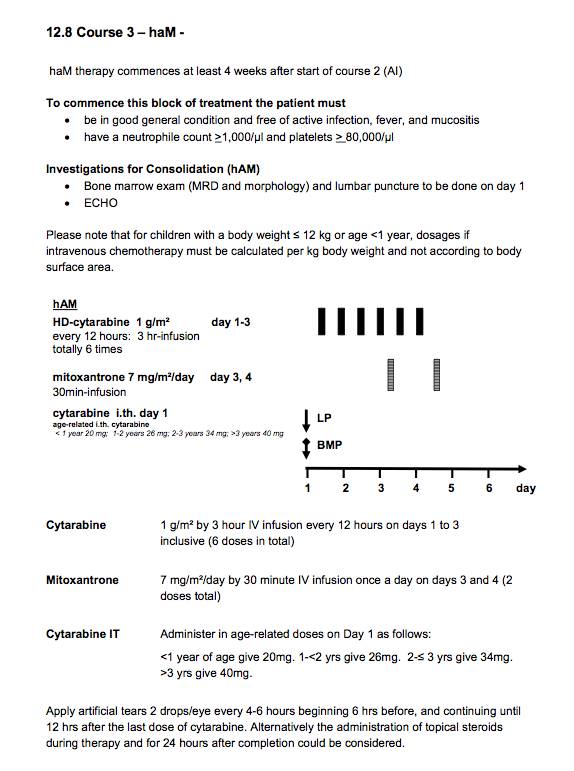 12.8 Course 3 – haM -
haM therapy commences at least 4 weeks after start of course 2 (AI)
To commence this block of treatment the patient must
• be in good general condition and free of active infection, fever, and mucositis
• have a neutrophile count ≥1,000/µl and platelets ≥ 80,000/µl
Investigations for Consolidation (hAM)
• Bone marrow exam (MRD and morphology) and lumbar puncture to be done on day 1
• ECHO
Please note that for children with a body weight ≤ 12 kg or age <1 year, dosages if
intravenous chemotherapy must be calculated per kg body weight and not according to body
surface area.
hAM
HD-cytarabine 1 g/m² day 1-3
every 12 hours: 3 hr-infusion
totally 6 times
mitoxantrone 7 mg/m²/day day 3, 4
30min-infusion
cytarabine i.th. day 1
age-related i.th. cytarabine
< 1 year 20 mg; 1-2 years 26 mg; 2-3 years 34 mg; >3 years 40 mg
LP
BMP
1 2 3 4 5 6 day
Cytarabine 1 g/m² by 3 hour IV infusion every 12 hours on days 1 to 3
inclusive (6 doses in total)
Mitoxantrone 7 mg/m²/day by 30 minute IV infusion once a day on days 3 and 4 (2
doses total)
Cytarabine IT Administer in age-related doses on Day 1 as follows:
<1 year of age give 20mg. 1-<2 yrs give 26mg. 2-≤ 3 yrs give 34mg.
>3 yrs give 40mg.
Apply artificial tears 2 drops/eye every 4-6 hours beginning 6 hrs before, and continuing until
12 hrs after the last dose of cytarabine. Alternatively the administration of topical steroids
during therapy and for 24 hours after completion could be considered.